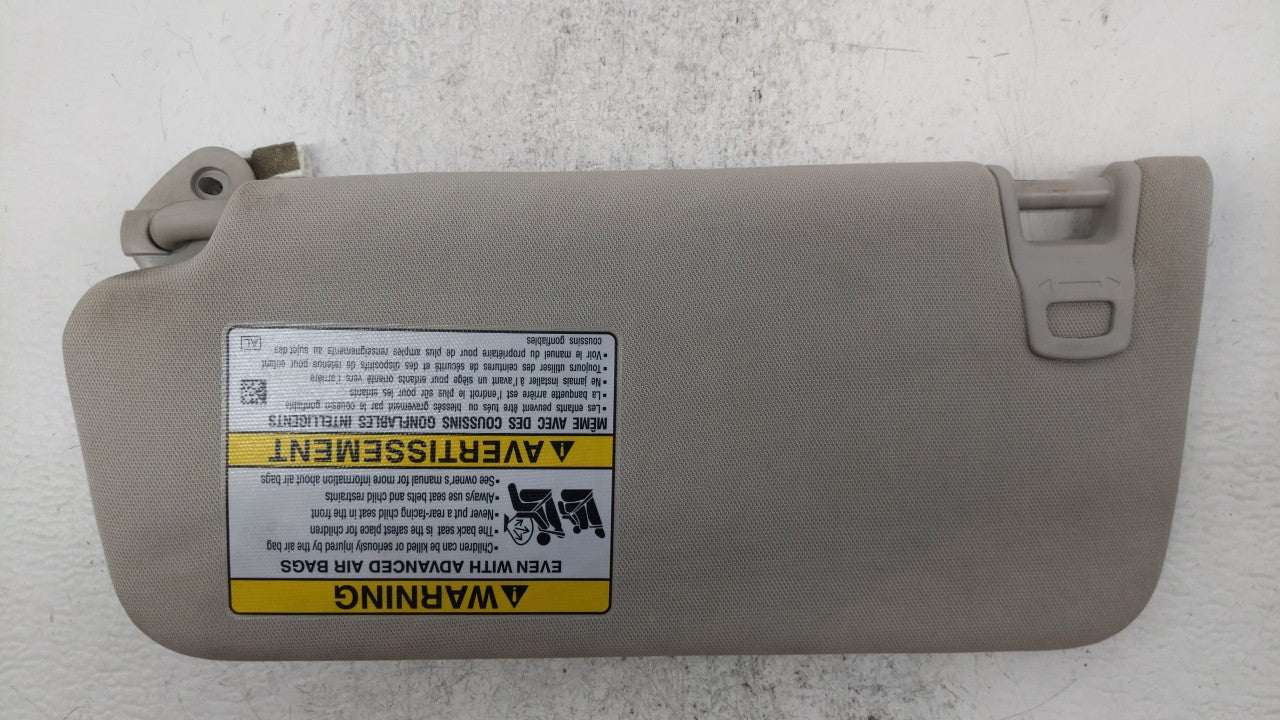 WARNING
EVEN WITH ADVANCED AIR BAGS
• Children can be killed or seriously injured by the air bag
• The back seat is the safest place for children
• Never put a rear-facing child seat in the front
• Always use seat belts and child restraints
• See owner's manual for more information about air bags
AVERTISSEMENT
MÊME AVEC DES COUSSINS GONFLABLES INTELLIGENTS
• Les enfants peuvent être blessés gravement ou tués par le coussin gonflable
• La banquette arrière est l'endroit le plus sûr pour les enfants
• Ne jamais installer à l'avant un siège pour enfants orienté vers l'arrière
• Toujours utiliser des ceintures de sécurité et des dispositifs de retenue pour enfant
• Voir le manuel du propriétaire pour de plus amples renseignements au sujet des
coussins gonflables
AL